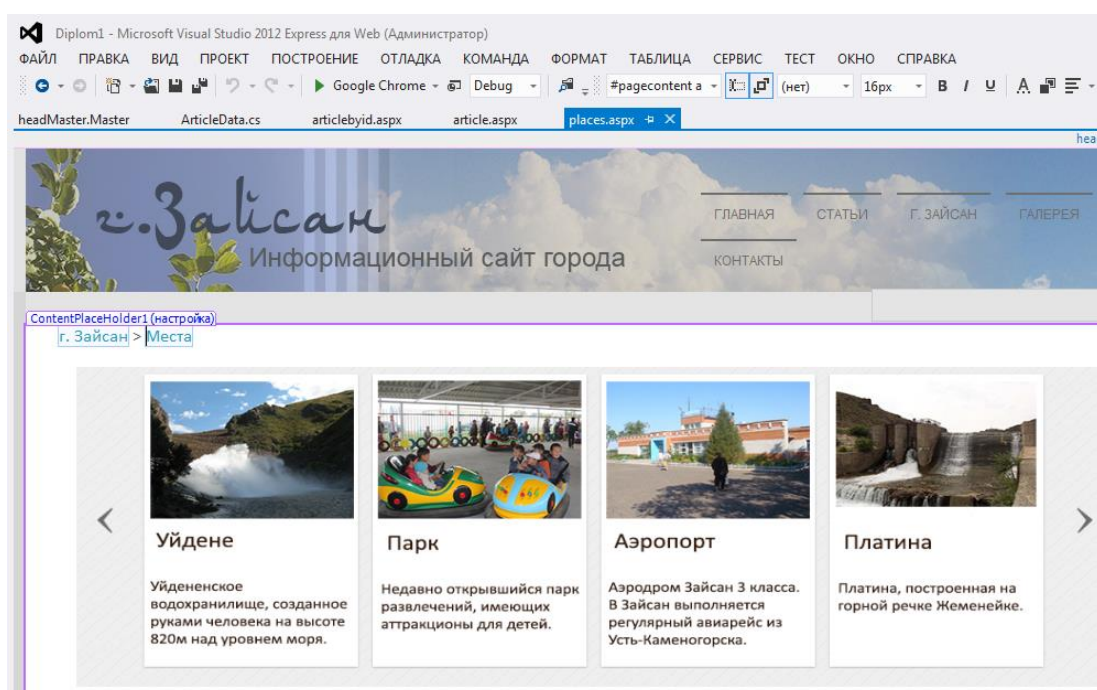 Diplom1 - Microsoft Visual Studio 2012 Express для Web (Администратор)
ФАЙЛ ПРАВКА ВИД ПРОЕКТ ПОСТРОЕНИЕ ОТЛАДКА КОМАНДА ФОРМАТ ТАБЛИЦА СЕРВИС ТЕСТ ОКНО СПРАВКА
Google Chrome Debug #pagecontent a (нет) 16px B I U A
headMaster.Master ArticleData.cs articlebyid.aspx article.aspx places.aspx
hea
г.Зайсан
Информационный сайт города
ГЛАВНАЯ СТАТЬИ Г. ЗАЙСАН ГАЛЕРЕЯ
КОНТАКТЫ
ContentPlaceHolder1 (настройка)
г. Зайсан > Места
Уйдене
Уйдененское
водохранилище, созданное
руками человека на высоте
820м над уровнем моря.
Парк
Недавно открывшийся парк
развлечений, имеющих
аттракционы для детей.
Аэропорт
Аэродром Зайсан 3 класса.
В Зайсан выполняется
регулярный авиарейс из
Усть-Каменогорска.
Платина
Платина, построенная на
горной речке Жеменейке.